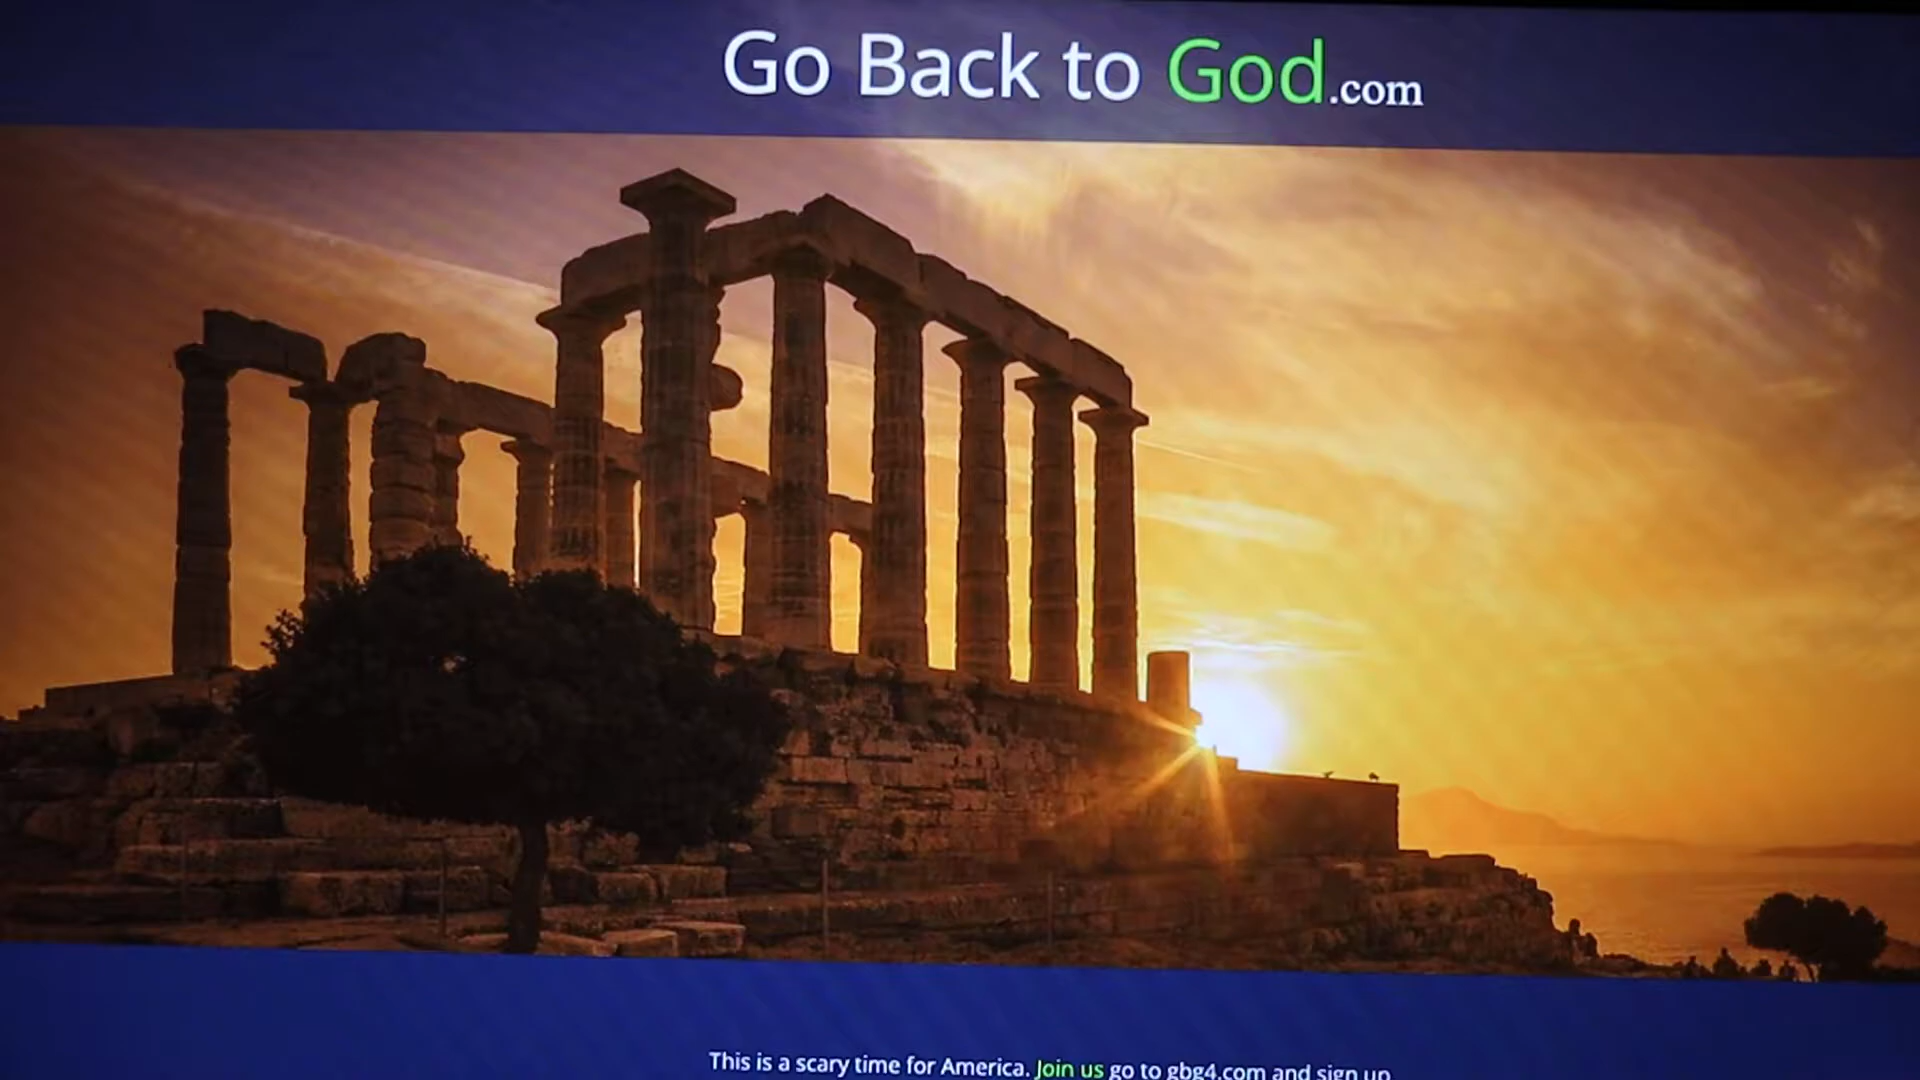 Go Back to God.com
This is a scary time for America. Join us go to gbg4.com and sign up